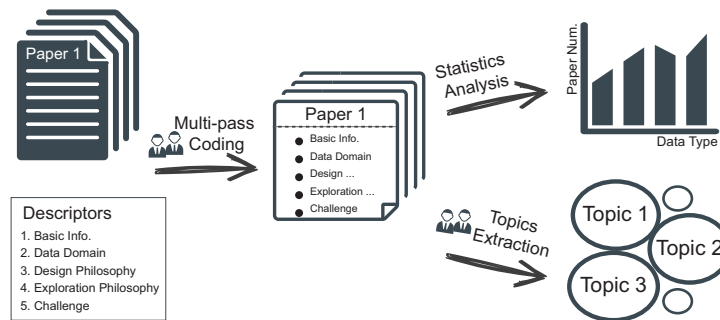 Paper 1
Multi-pass
Coding
Descriptors
1. Basic Info.
2. Data Domain
3. Design Philosophy
4. Exploration Philosophy
5. Challenge
Paper 1
Basic Info.
Data Domain
Design ...
Exploration ...
Challenge
Statistics
Analysis
Paper Num.
Data Type
Topics
Extraction
Topic 1
Topic 2
Topic 3